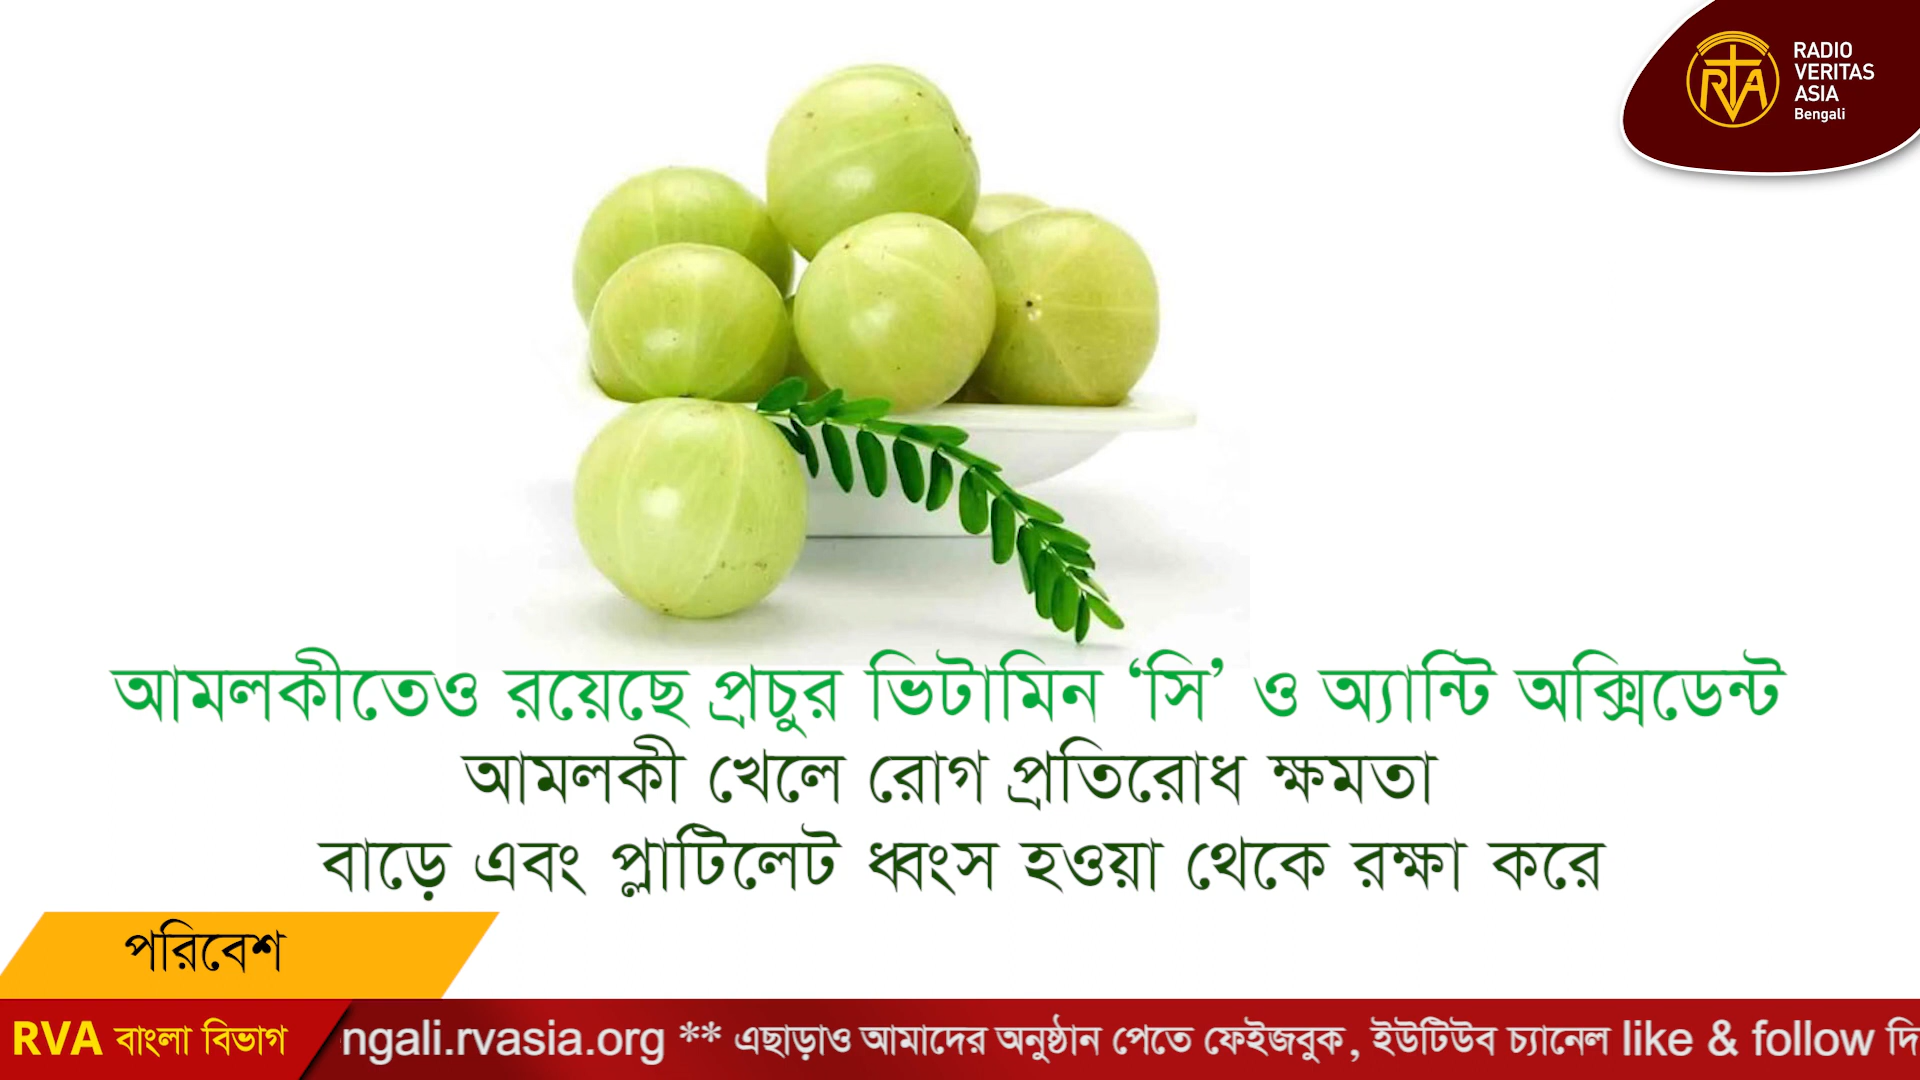 RADIO
VERITAS
ASIA
Bengali
RVA
আমলকীতেও রয়েছে প্রচুর ভিটামিন ‘সি’ ও অ্যান্টি অক্সিডেন্ট
আমলকী খেলে রোগ প্রতিরোধ ক্ষমতা
বাড়ে এবং প্লাটিলেট ধ্বংস হওয়া থেকে রক্ষা করে
পরিবেশ
RVA বাংলা বিভাগ
ngali.rvasia.org ** এছাড়াও আমাদের অনুষ্ঠান পেতে ফেইজবুক, ইউটিউব চ্যানেল like & follow দি